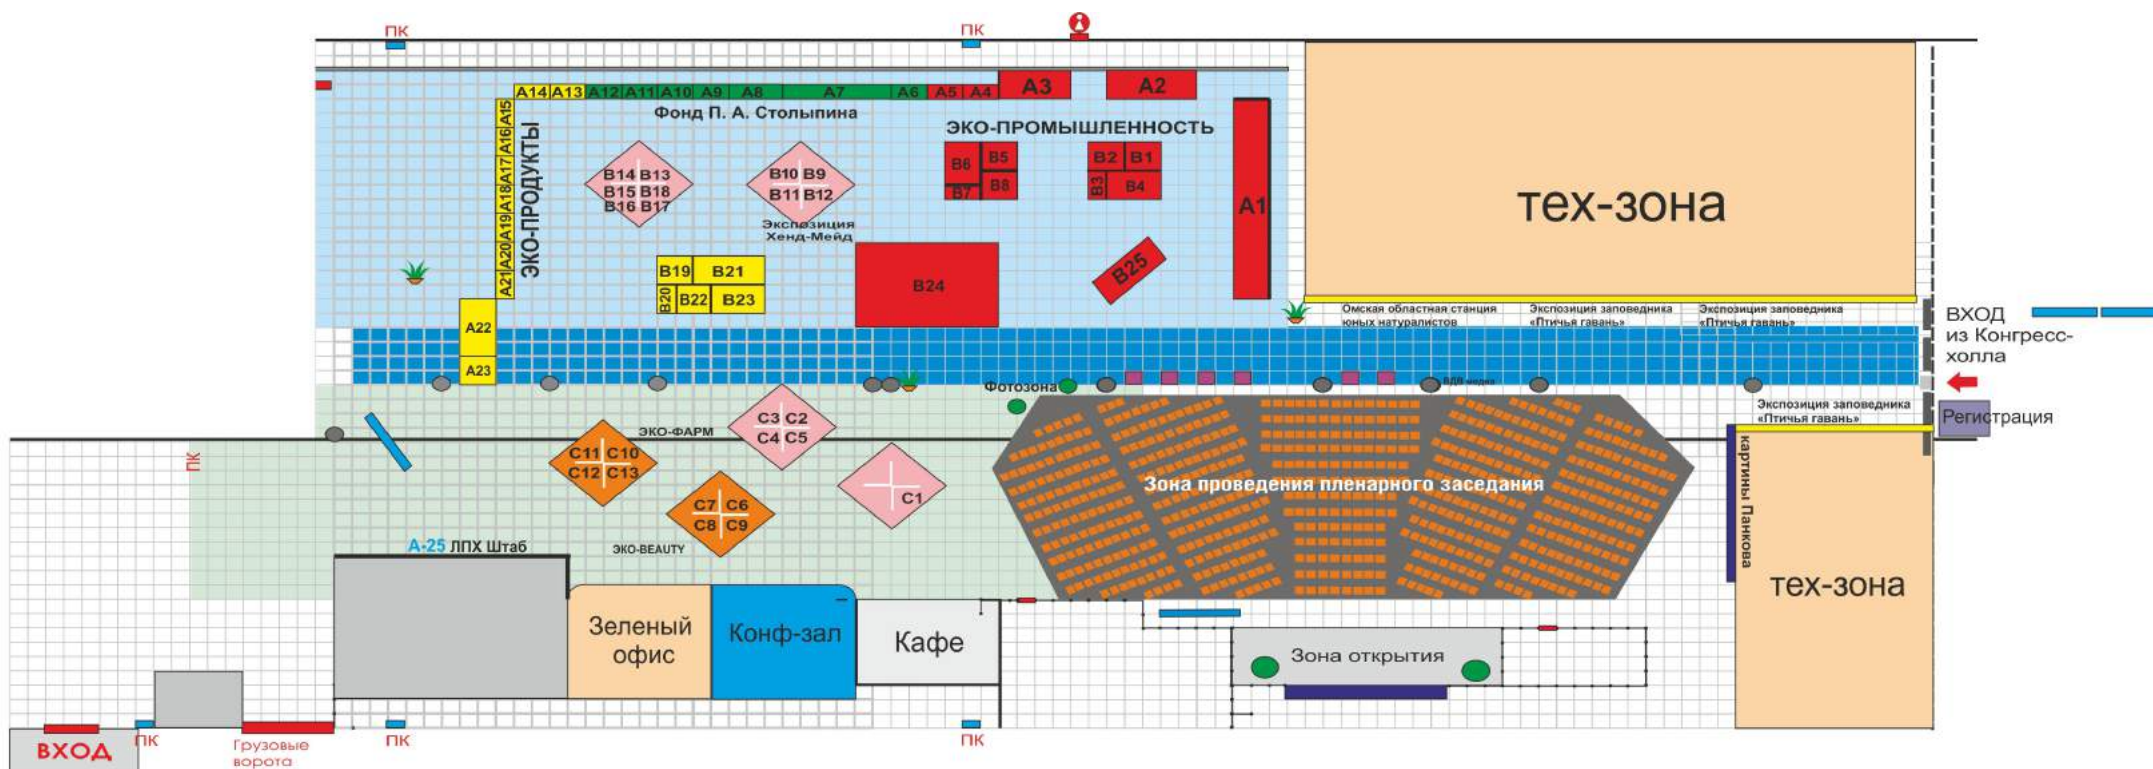 ПК
ПК
A14
A13
A12
A11
A10
A9
A8
A7
A6
A5
A4
A3
A2
A1
Фонд П. А. Столыпина
ЭКО-ПРОМЫШЛЕННОСТЬ
A15
A16
A17
A18
A19
A20
A21
ЭКО-ПРОДУКТЫ
B14 B13
B15 B18
B16 B17
B10 B9
B11 B12
Экспозиция
Хенд-Мейд
B6
B5
B7
B8
B2
B1
B3
B4
B19
B21
B20
B22
B23
B24
B25
тех-зона
A22
A23
Омская областная станция
юных натуралистов
Экспозиция заповедника
«Птичья гавань»
Экспозиция заповедника
«Птичья гавань»
ВХОД
из Конгресс-
холла
Фотозона
Экспозиция заповедника
«Птичья гавань»
Регистрация
ЭКО-ФАРМ
C3 C2
C4 C5
C11 C10
C12 C13
C7 C6
C8 C9
C1
ПК
Зона проведения пленарного заседания
картины Панкова
тех-зона
А-25 ЛПХ Штаб
ЭКО-BEAUTY
Зеленый
офис
Конф-зал
Кафе
Зона открытия
ВХОД
ПК
Грузовые
ворота
ПК
ПК